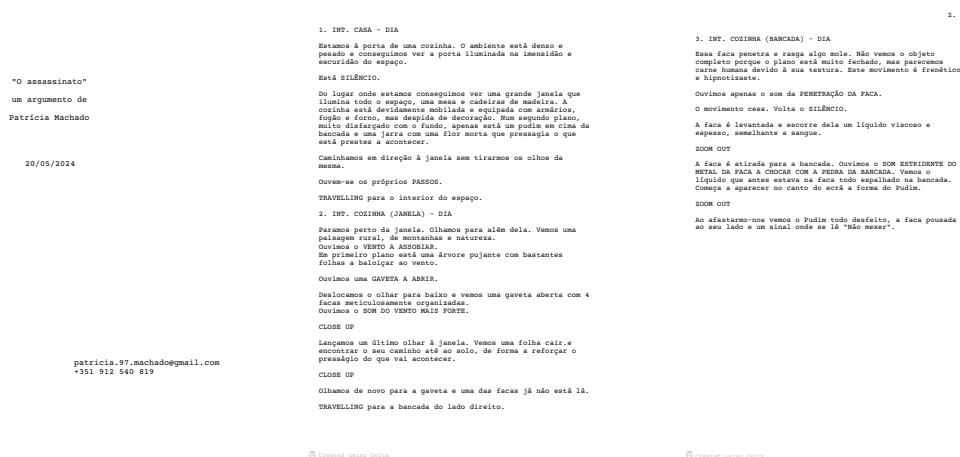 "O assassinato"
um argumento de
Patrícia Machado
20/05/2024
patricia.97.machado@gmail.com
+351 912 540 819
1. INT. CASA - DIA
Estamos à porta de uma cozinha. O ambiente está denso e
pesado e conseguimos ver a porta iluminada na imensidão e
escuridão do espaço.
Está SILÊNCIO.
Do lugar onde estamos conseguimos ver uma grande janela que
ilumina todo o espaço, uma mesa e cadeiras de madeira. A
cozinha está devidamente mobilada e equipada com armários,
fogão e forno, mas despida de decoração. Num segundo plano,
muito disfarçado com o fundo, apenas está um pudim em cima da
bancada e uma jarra com uma flor morta que pressagia o que
está prestes a acontecer.
Caminhamos em direção à janela sem tirarmos os olhos da
mesma.
Ouvem-se os próprios PASSOS.
TRAVELLING para o interior do espaço.
2. INT. COZINHA (JANELA) - DIA
Paramos perto da janela. Olhamos para além dela. Vemos uma
paisagem rural, de montanhas e natureza.
Ouvimos o VENTO A ASSOBIAR.
Em primeiro plano está uma árvore pujante com bastantes
folhas a baloiçar ao vento.
Ouvimos uma GAVETA A ABRIR.
Deslocamos o olhar para baixo e vemos uma gaveta aberta com 4
facas meticulosamente organizadas.
Ouvimos o SOM DO VENTO MAIS FORTE.
CLOSE UP
Lançamos um último olhar à janela. Vemos uma folha cair.e
encontrar o seu caminho até ao solo, de forma a reforçar o
presságio do que vai acontecer.
CLOSE UP
Olhamos de novo para a gaveta e uma das facas já não está lá.
TRAVELLING para a bancada do lado direito.
Created using Celtx
2.
3. INT. COZINHA (BANCADA) - DIA
Essa faca penetra e rasga algo mole. Não vemos o objeto
completo porque o plano está muito fechado, mas parecemos
carne humana devido à sua textura. Este movimento é frenético
e hipnotizante.
Ouvimos apenas o som da PENETRAÇÃO DA FACA.
O movimento cessa. Volta o SILÊNCIO.
A faca é levantada e escorre dela um líquido viscoso e
espesso, semelhante a sangue.
ZOOM OUT
A faca é atirada para a bancada. Ouvimos o SOM ESTRIDENTE DO
METAL DA FACA A CHOCAR COM A PEDRA DA BANCADA. Vemos o
líquido que antes estava na faca todo espalhado na bancada.
Começa a aparecer no canto do ecrã a forma do Pudim.
ZOOM OUT
Ao afastarmo-nos vemos o Pudim todo desfeito, a faca pousada
ao seu lado e um sinal onde se lê "Não mexer".
Created using Celtx